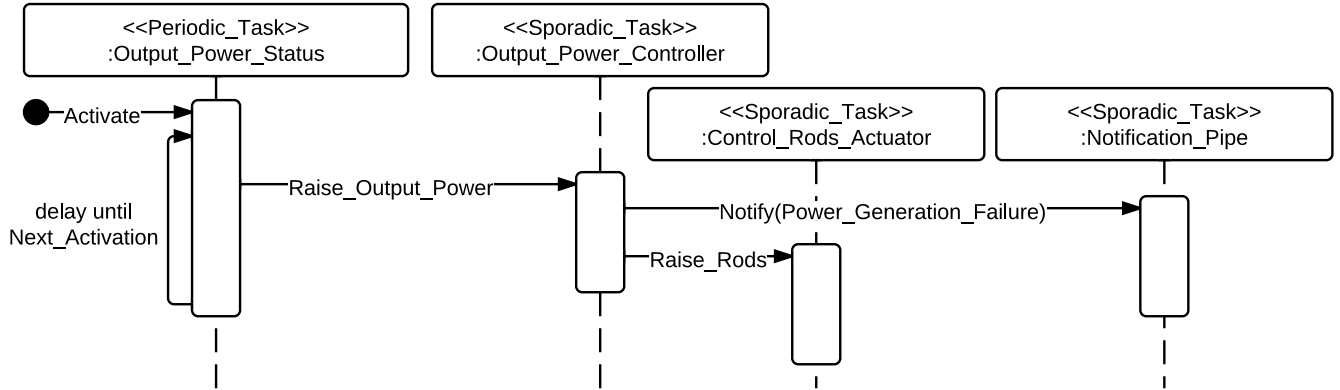 <<Periodic_Task>>
:Output_Power_Status
<<Sporadic_Task>>
:Output_Power_Controller
<<Sporadic_Task>>
:Control_Rods_Actuator
<<Sporadic_Task>>
:Notification_Pipe
Activate
Raise_Output_Power
delay until
Next_Activation
Notify(Power_Generation_Failure)
Raise_Rods